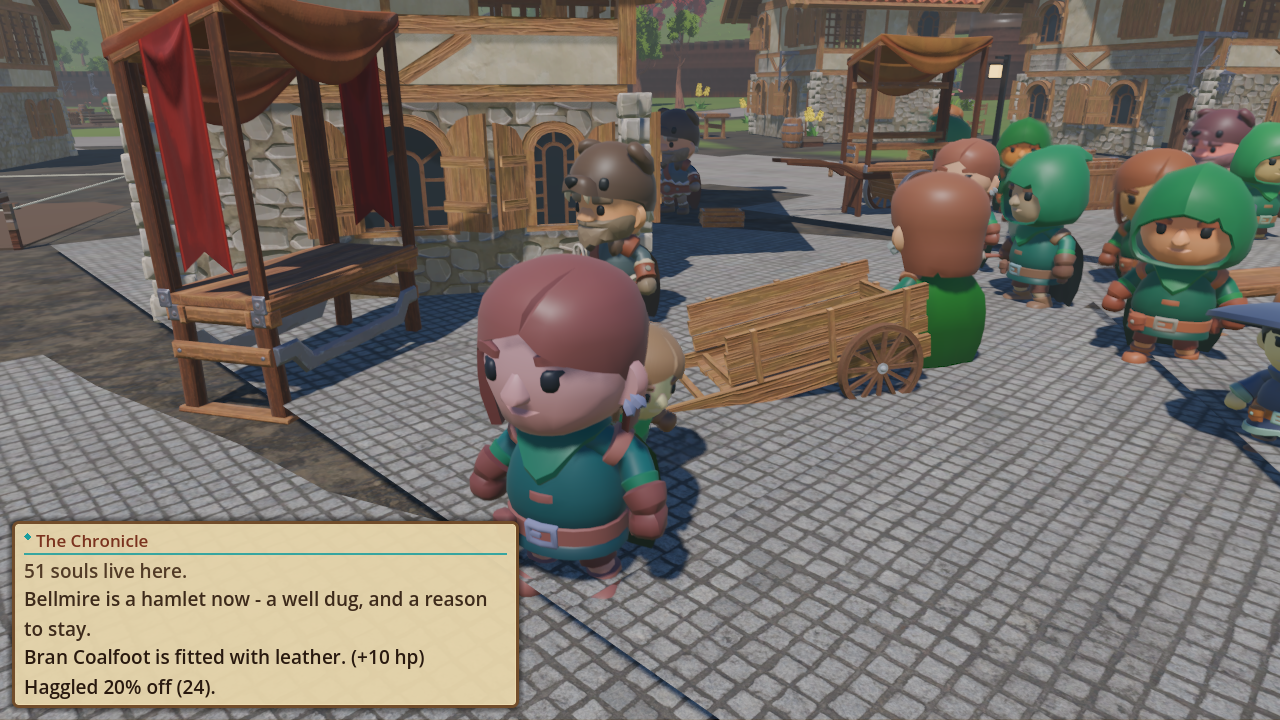 The Chronicle
51 souls live here.
Bellmire is a hamlet now - a well dug, and a reason
to stay.
Bran Coalfoot is fitted with leather. (+10 hp)
Haggled 20% off (24).